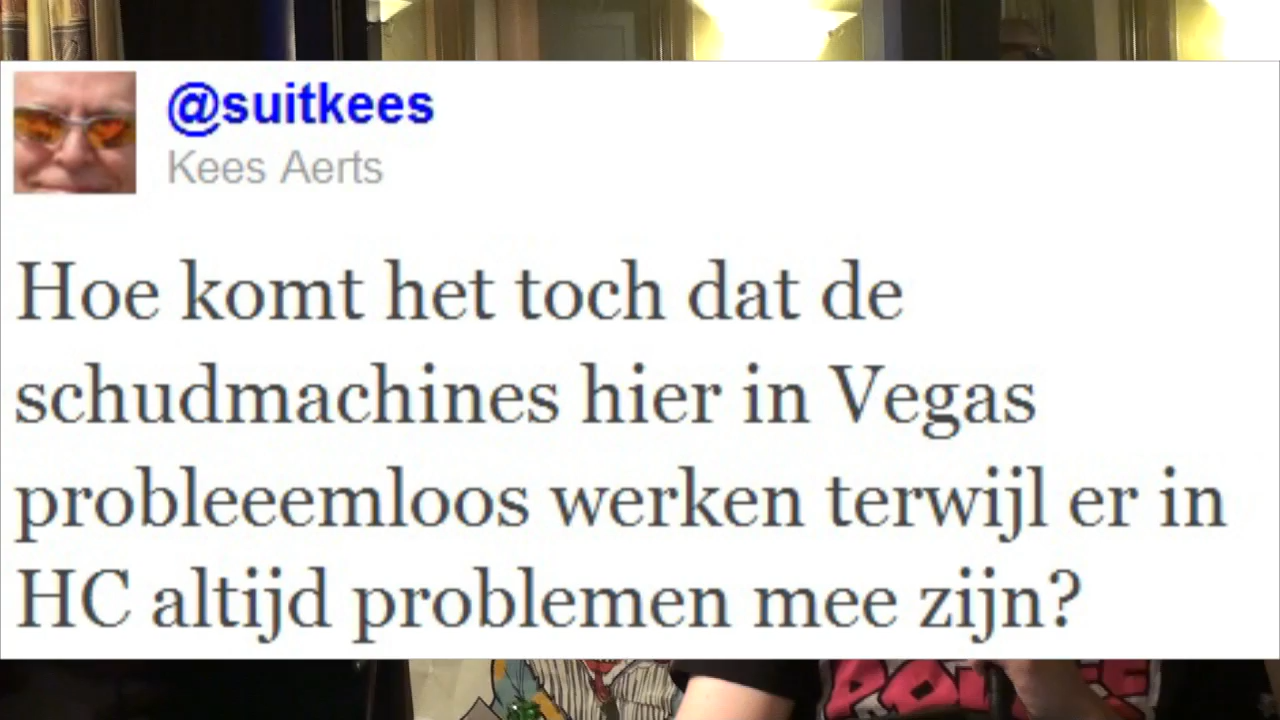 @suitkees
Kees Aerts
Hoe komt het toch dat de
schudmachines hier in Vegas
probleeemloos werken terwijl er in
HC altijd problemen mee zijn?